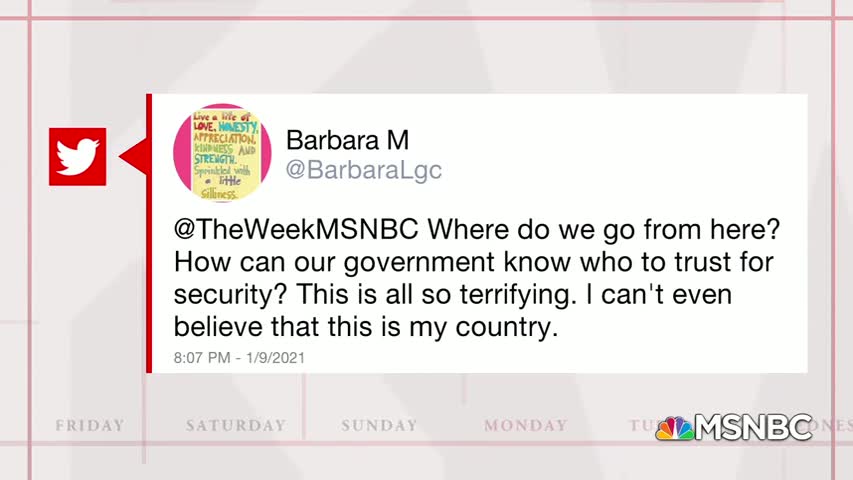 Live a life of
LOVE, HONESTY,
APPRECIATION,
KINDNESS AND
STRENGTH.
Sprinkled with
a little
silliness.
Barbara M
@BarbaraLgc
@TheWeekMSNBC Where do we go from here?
How can our government know who to trust for
security? This is all so terrifying. I can't even
believe that this is my country.
8:07 PM - 1/9/2021
FRIDAY SATURDAY SUNDAY MONDAY
MSNBC